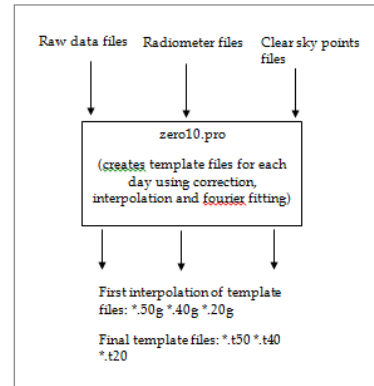 Raw data files Radiometer files Clear sky points
files
zero10.pro
(creates template files for each
day using correction,
interpolation and fourier fitting)
First interpolation of template
files: *.50g *.40g *.20g
Final template files: *.t50 *.t40
*.t20